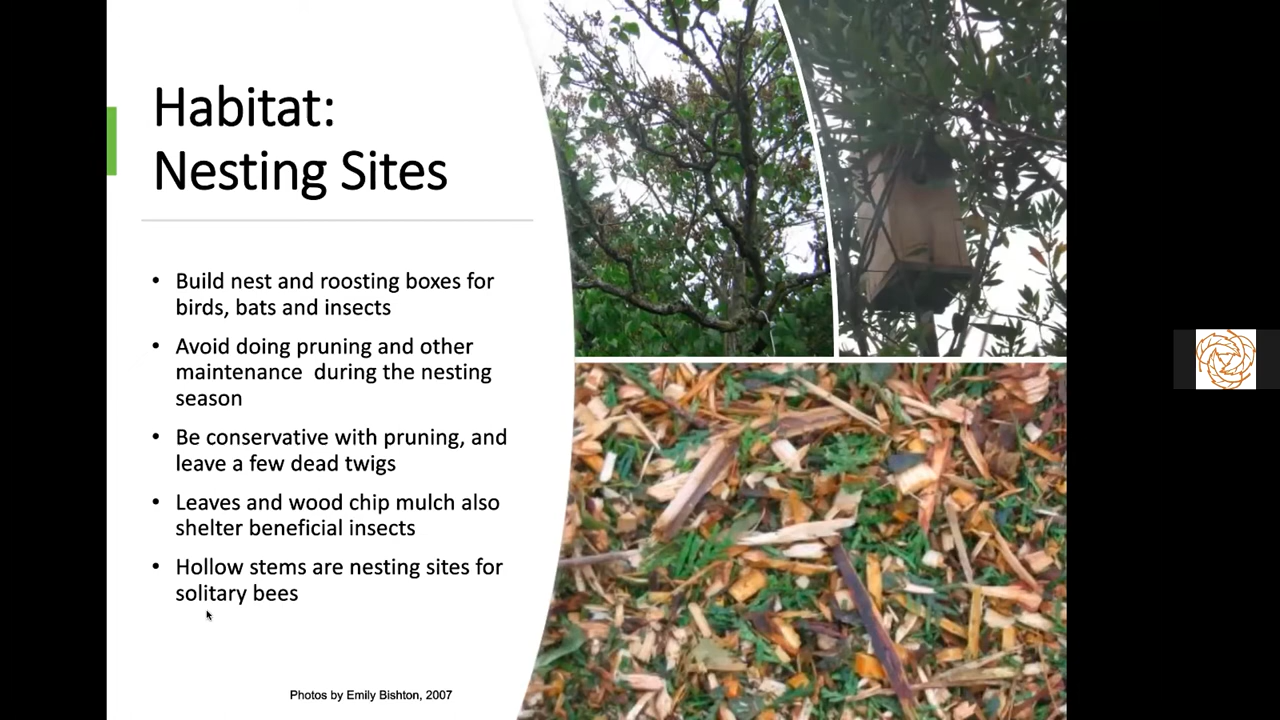 Habitat:
Nesting Sites
• Build nest and roosting boxes for
birds, bats and insects
• Avoid doing pruning and other
maintenance  during the nesting
season
• Be conservative with pruning, and
leave a few dead twigs
• Leaves and wood chip mulch also
shelter beneficial insects
• Hollow stems are nesting sites for
solitary bees
Photos by Emily Bishton, 2007